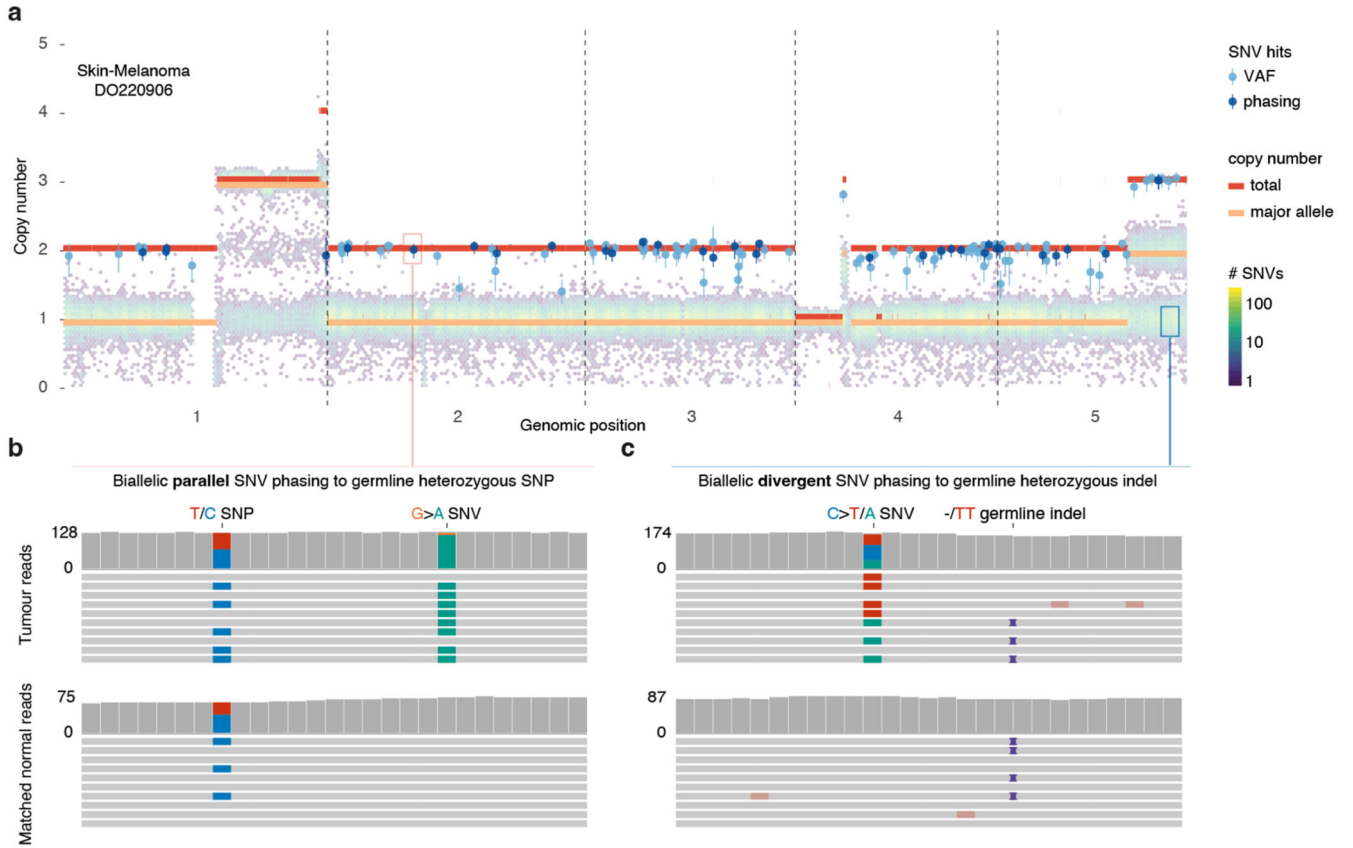 a
Skin-Melanoma
DO220906
Copy number
5
4
3
2
1
0
1
2
3
4
5
Genomic position
SNV hits
VAF
phasing
copy number
total
major allele
# SNVs
100
10
1
b
Biallelic parallel SNV phasing to germline heterozygous SNP
T/C SNP
G>A SNV
128
0
Tumour reads
75
0
Matched normal reads
c
Biallelic divergent SNV phasing to germline heterozygous indel
C>T/A SNV
-/TT germline indel
174
0
87
0